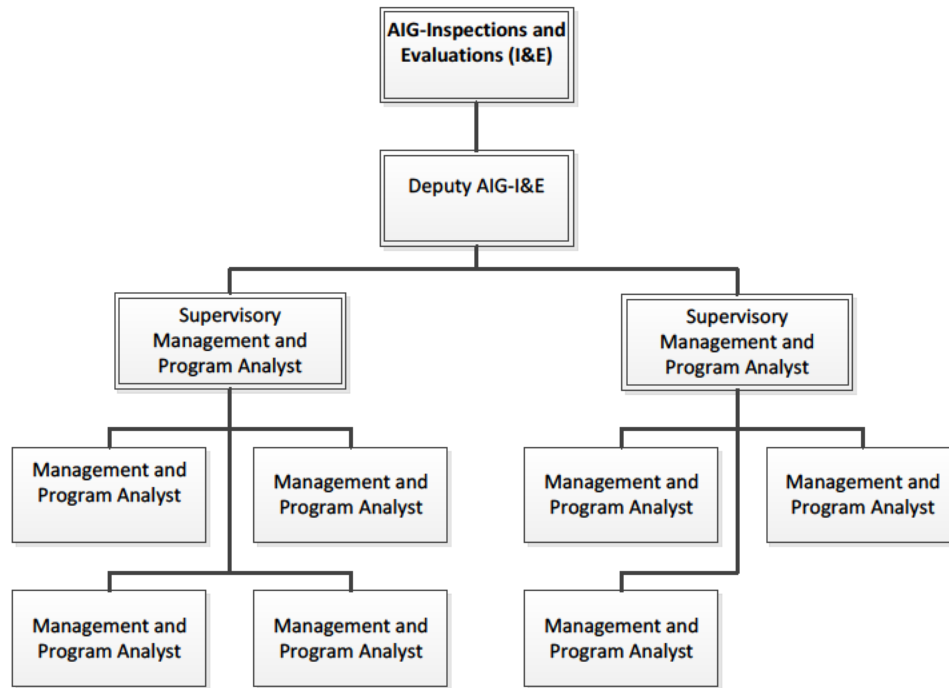 AIG-Inspections and
Evaluations (I&E)
Deputy AIG-I&E
Supervisory
Management and
Program Analyst
Supervisory
Management and
Program Analyst
Management and
Program Analyst
Management and
Program Analyst
Management and
Program Analyst
Management and
Program Analyst
Management and
Program Analyst
Management and
Program Analyst
Management and
Program Analyst